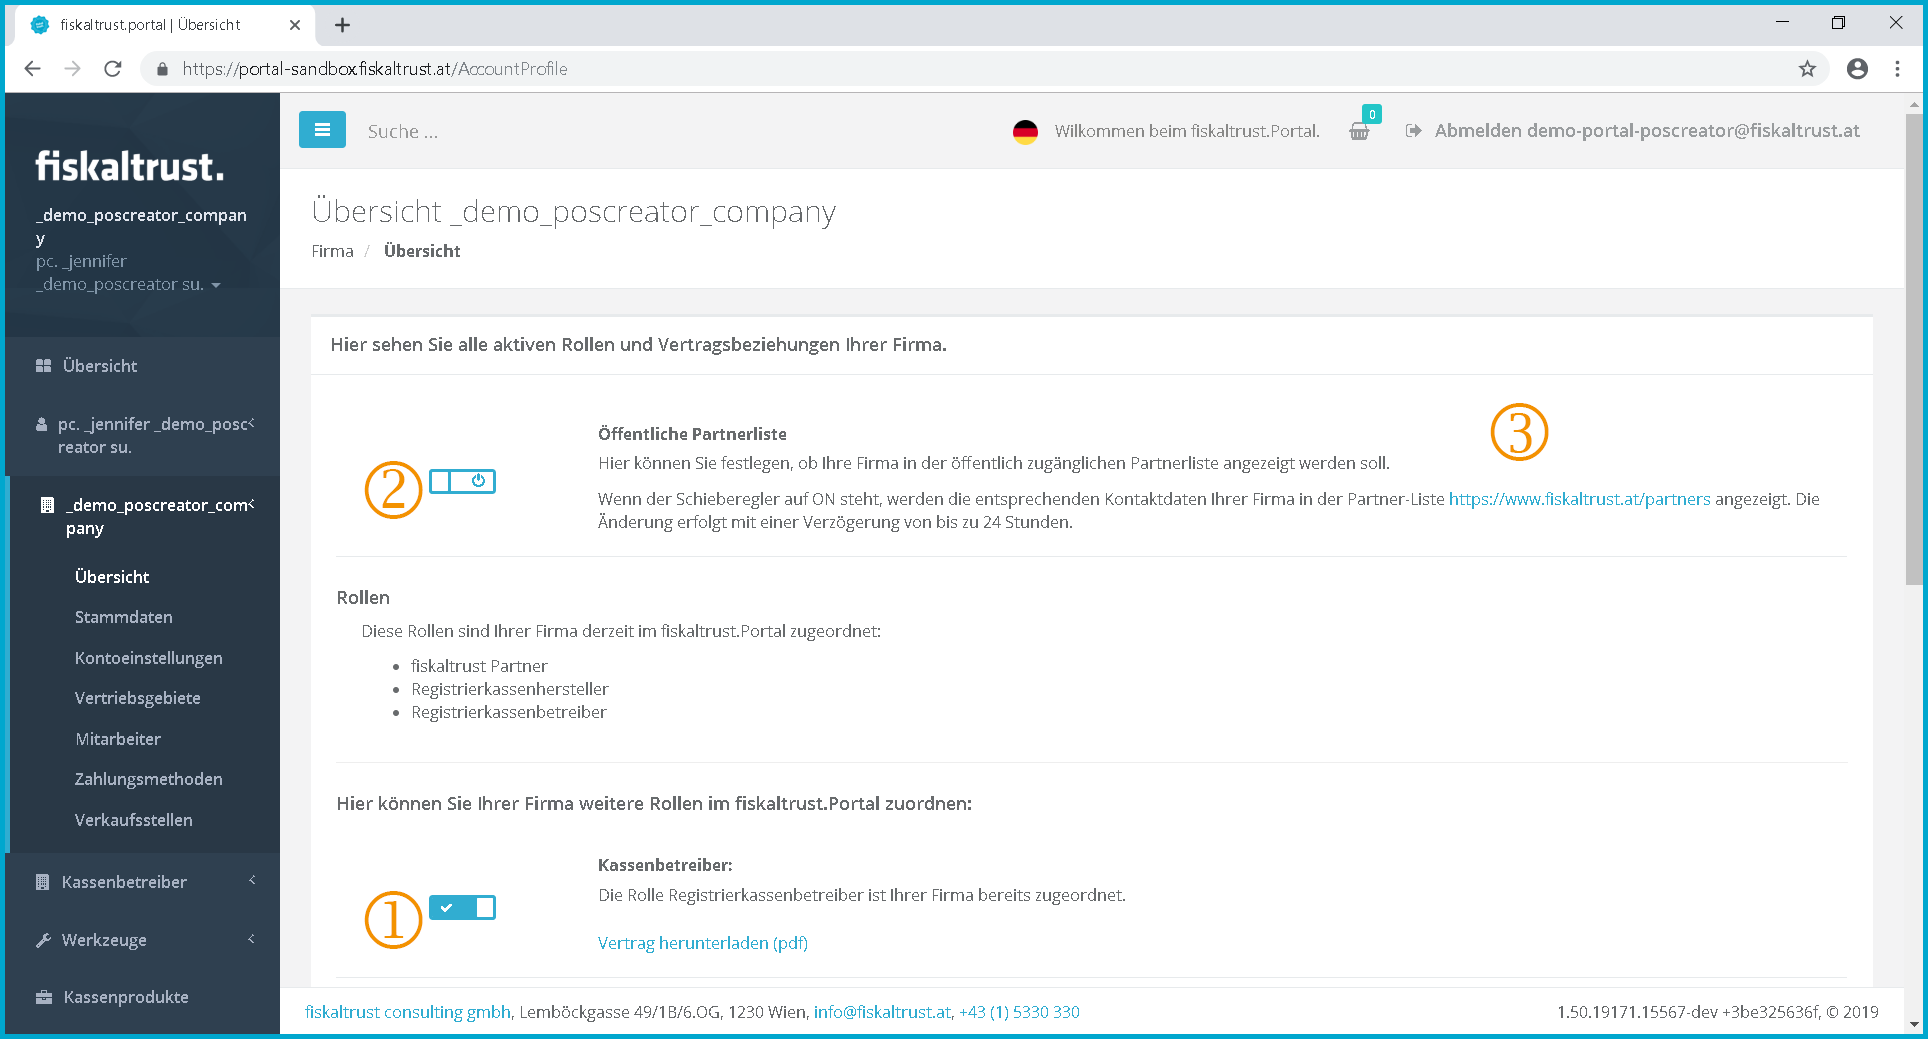 fiskaltrust.portal | Übersicht
https://portal-sandbox.fiskaltrust.at/AccountProfile
fiskaltrust.
_demo_poscreator_compan
y
pc. _jennifer
_demo_poscreator su.
Übersicht
pc. _jennifer _demo_posc
reator su.
_demo_poscreator_com
pany
Übersicht
Stammdaten
Kontoeinstellungen
Vertriebsgebiete
Mitarbeiter
Zahlungsmethoden
Verkaufsstellen
Kassenbetreiber
Werkzeuge
Kassenprodukte
Suche ...
Wilkommen beim fiskaltrust.Portal.
0
Abmelden demo-portal-poscreator@fiskaltrust.at
Übersicht _demo_poscreator_company
Firma / Übersicht
Hier sehen Sie alle aktiven Rollen und Vertragsbeziehungen Ihrer Firma.
3
Öffentliche Partnerliste
2
Hier können Sie festlegen, ob Ihre Firma in der öffentlich zugänglichen Partnerliste angezeigt werden soll.
Wenn der Schieberegler auf ON steht, werden die entsprechenden Kontaktdaten Ihrer Firma in der Partner-Liste https://www.fiskaltrust.at/partners angezeigt. Die
Änderung erfolgt mit einer Verzögerung von bis zu 24 Stunden.
Rollen
Diese Rollen sind Ihrer Firma derzeit im fiskaltrust.Portal zugeordnet:
• fiskaltrust Partner
• Registrierkassenhersteller
• Registrierkassenbetreiber
Hier können Sie Ihrer Firma weitere Rollen im fiskaltrust.Portal zuordnen:
Kassenbetreiber:
1
Die Rolle Registrierkassenbetreiber ist Ihrer Firma bereits zugeordnet.
Vertrag herunterladen (pdf)
fiskaltrust consulting gmbh, Lemböckgasse 49/1B/6.OG, 1230 Wien, info@fiskaltrust.at, +43 (1) 5330 330
1.50.19171.15567-dev +3be325636f, © 2019